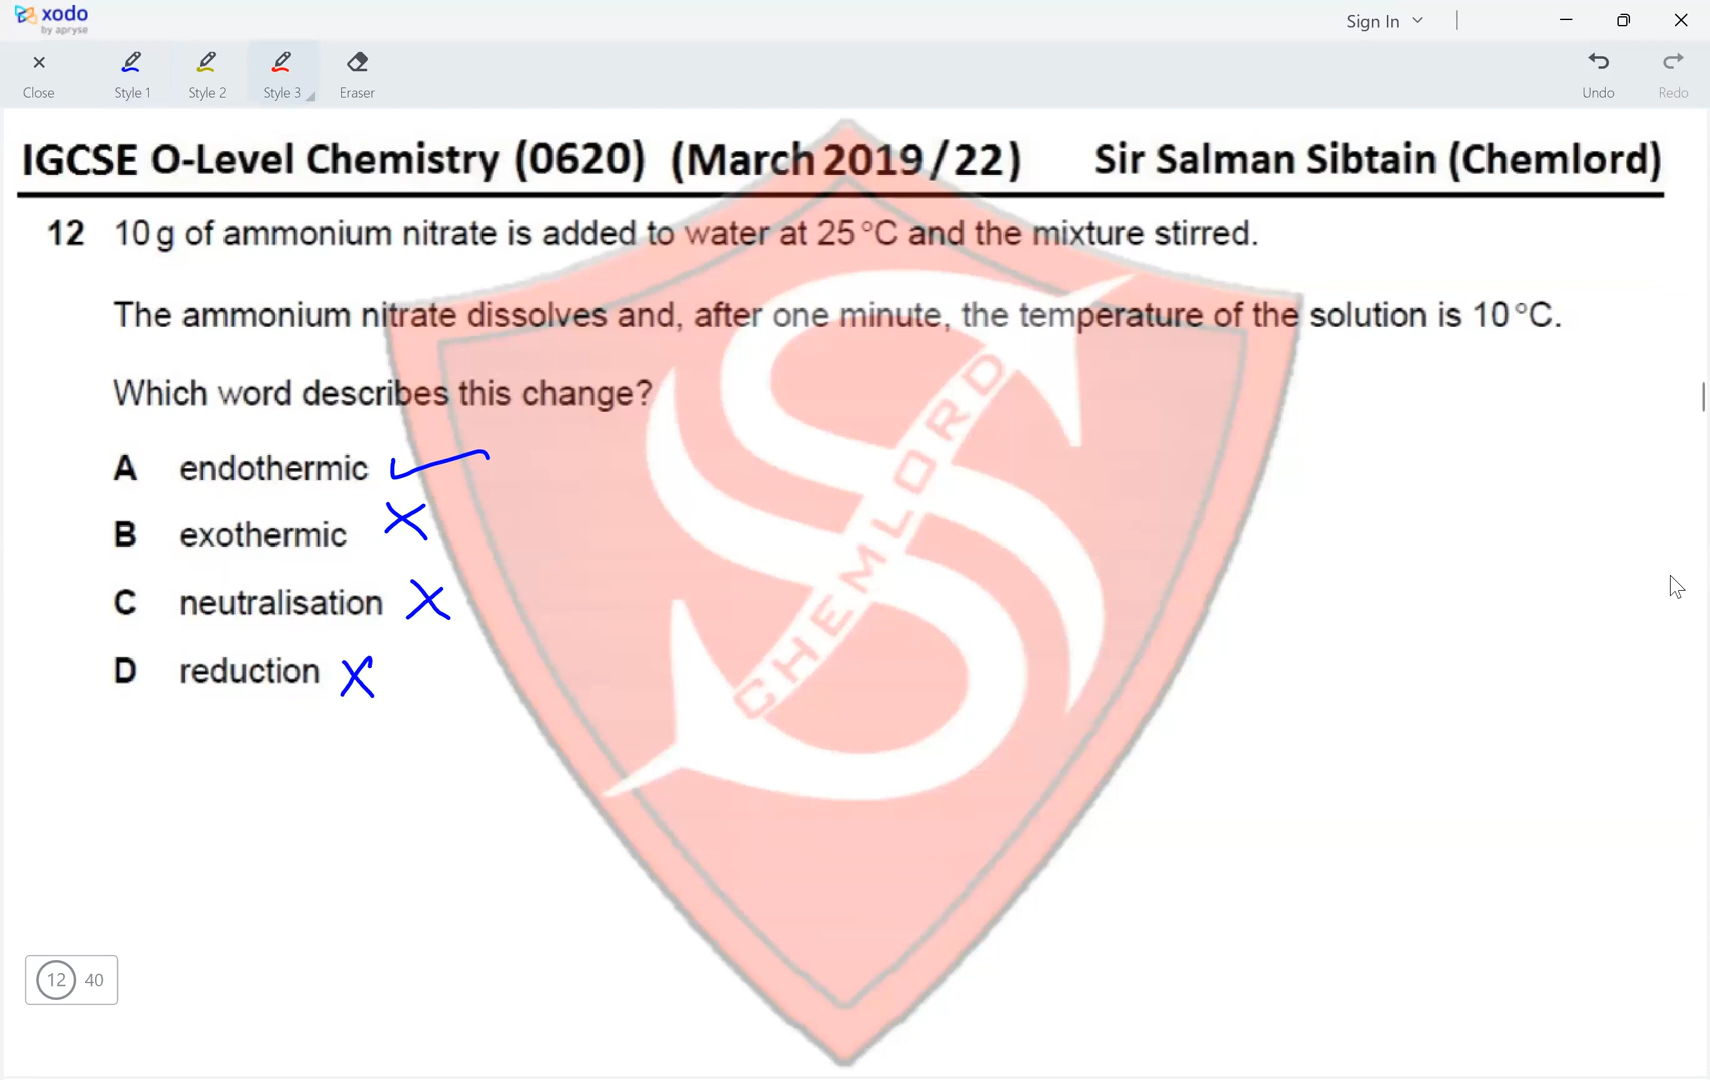 xodo
by apryse
Sign In
Close
Style 1
Style 2
Style 3
Eraser
Undo
Redo
IGCSE O-Level Chemistry (0620) (March 2019/22) Sir Salman Sibtain (Chemlord)
12 10 g of ammonium nitrate is added to water at 25 °C and the mixture stirred.
The ammonium nitrate dissolves and, after one minute, the temperature of the solution is 10 °C.
Which word describes this change?
A endothermic
B exothermic
C neutralisation
D reduction
CHEMLORD
12 40